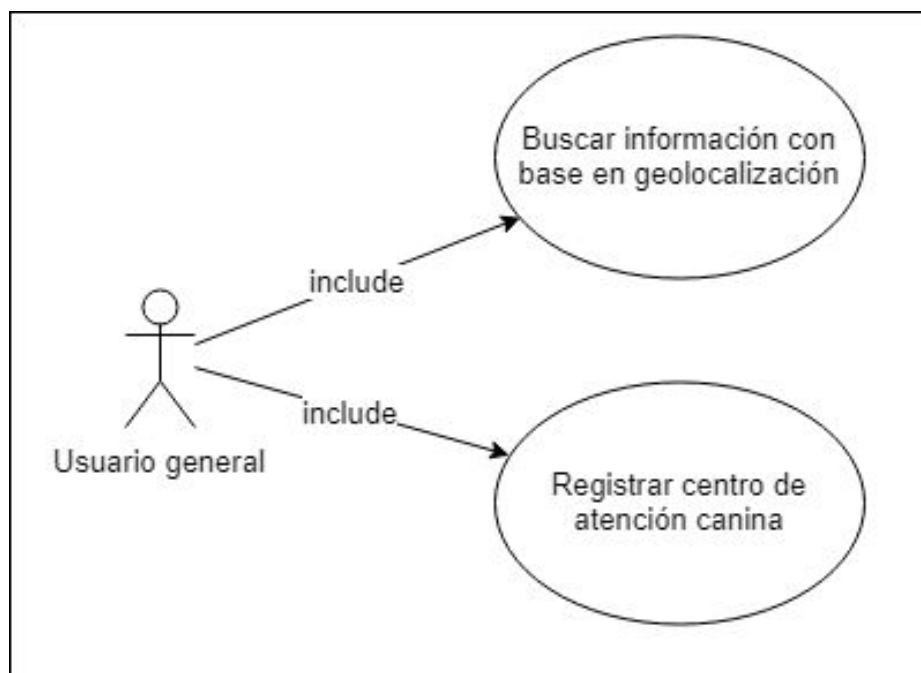 Buscar información con
base en geolocalización
include
include
Usuario general
Registrar centro de
atención canina